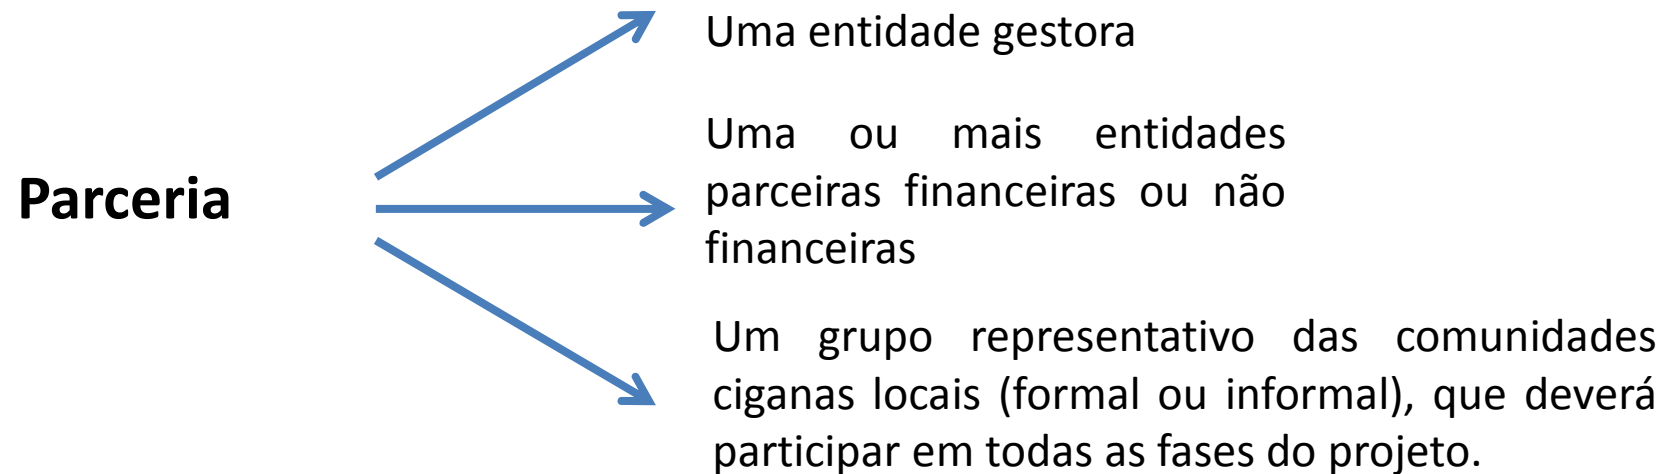 Parceria
Uma entidade gestora
Uma ou mais entidades
parceiras financeiras ou não
financeiras
Um grupo representativo das comunidades
ciganas locais (formal ou informal), que deverá
participar em todas as fases do projeto.